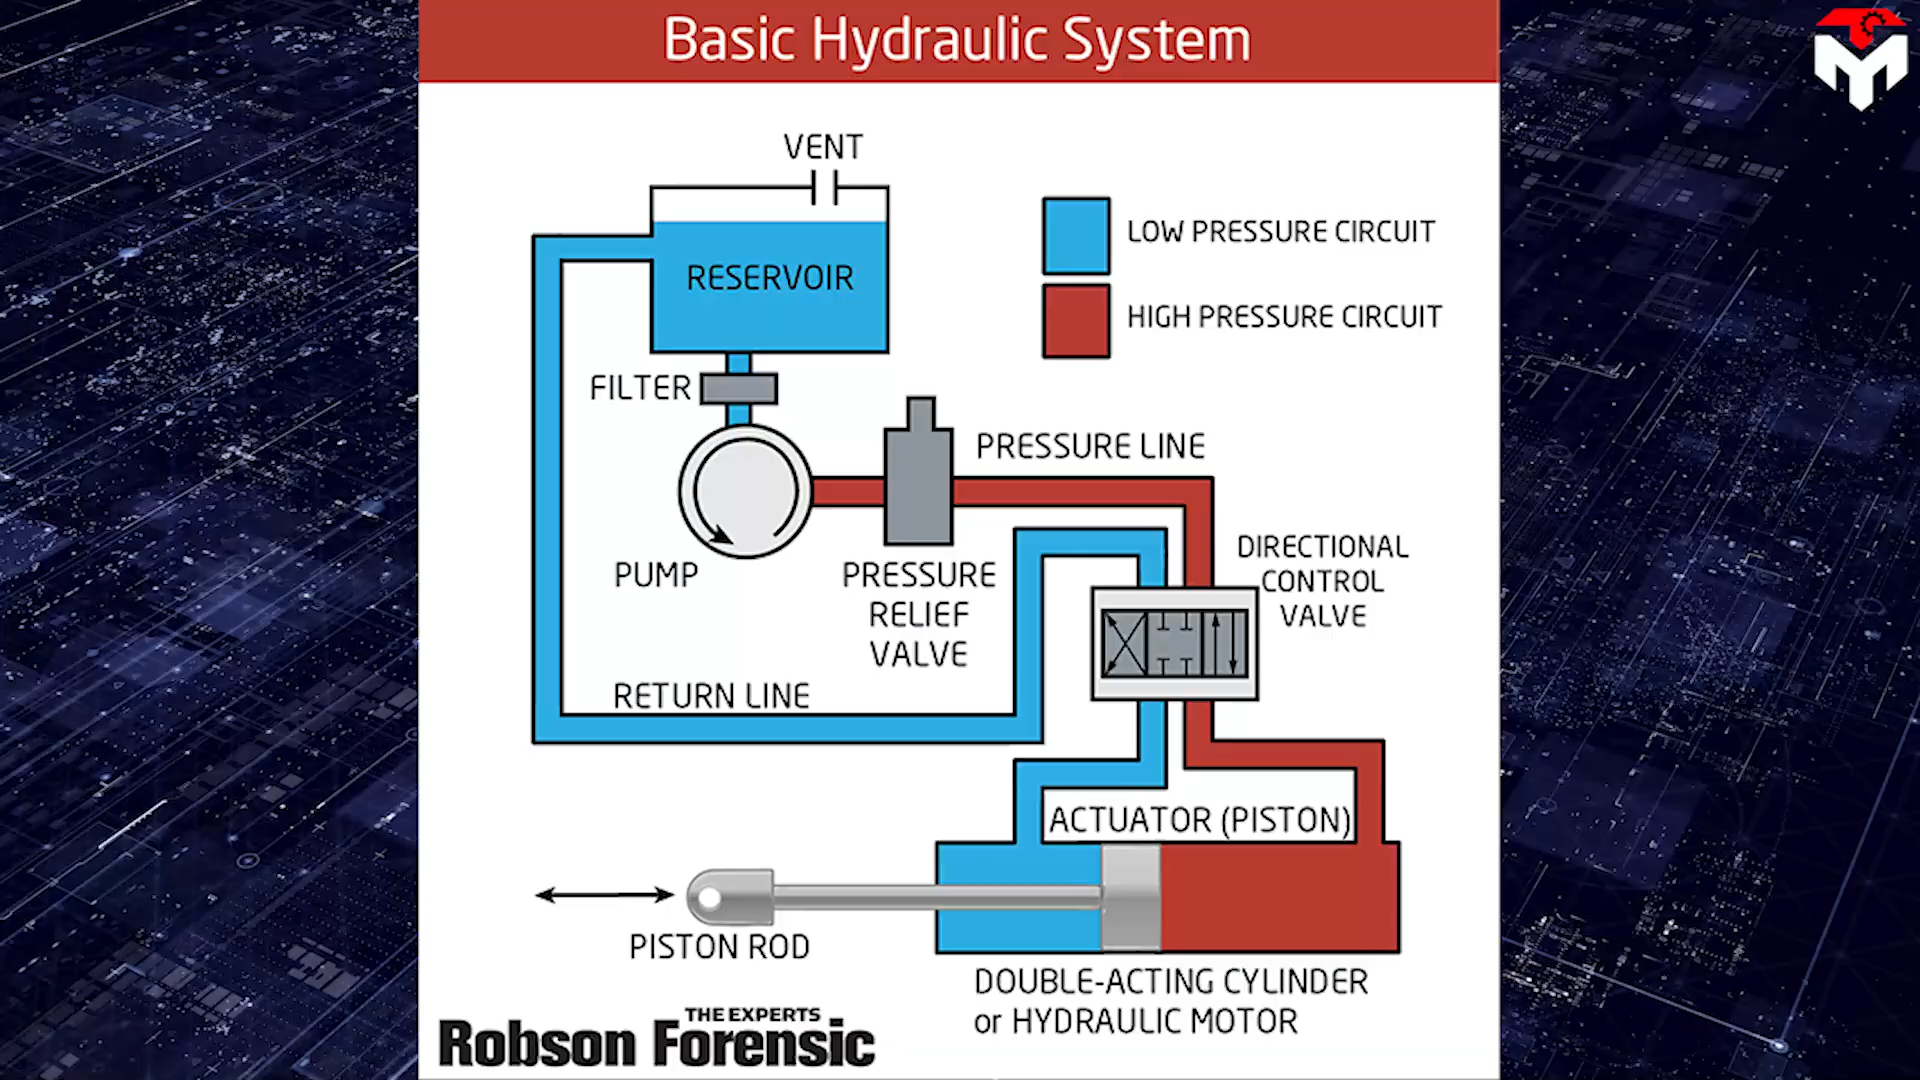 Basic Hydraulic System
VENT
RESERVOIR
LOW PRESSURE CIRCUIT
HIGH PRESSURE CIRCUIT
FILTER
PRESSURE LINE
PUMP
PRESSURE
RELIEF
VALVE
DIRECTIONAL
CONTROL
VALVE
RETURN LINE
ACTUATOR (PISTON)
PISTON ROD
DOUBLE-ACTING CYLINDER
or HYDRAULIC MOTOR
THE EXPERTS
Robson Forensic